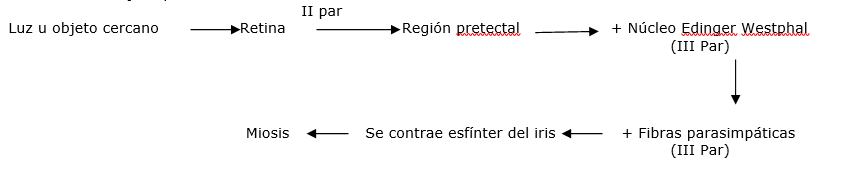 II par
Luz u objeto cercano Retina Región pretectal + Núcleo Edinger Westphal
(III Par)
Miosis Se contrae esfínter del iris + Fibras parasimpáticas
(III Par)